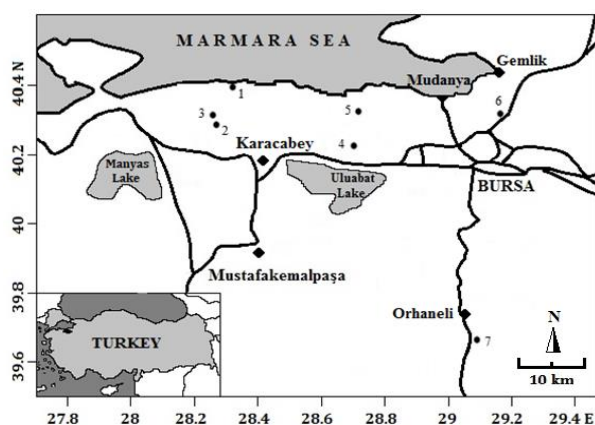 MARMARA SEA
Gemlik
Mudanya
40.4N
1
3
2
5
6
4
Karacabey
40.2
Manyas
Lake
Uluabat
Lake
BURSA
40
Mustafakemalpaşa
39.8
Orhaneli
TURKEY
N
7
39.6
10 km
27.8 28 28.2 28.4 28.6 28.8 29 29.2 29.4 E